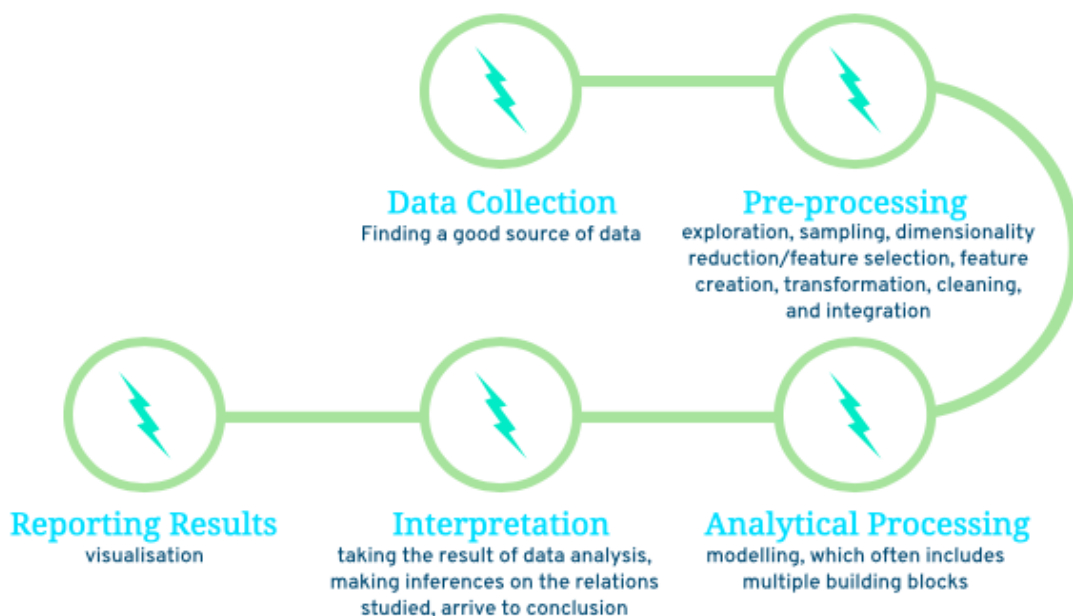 Data Collection
Finding a good source of data
Pre-processing
exploration, sampling, dimensionality
reduction/feature selection, feature
creation, transformation, cleaning,
and integration
Reporting Results
visualisation
Interpretation
taking the result of data analysis,
making inferences on the relations
studied, arrive to conclusion
Analytical Processing
modelling, which often includes
multiple building blocks